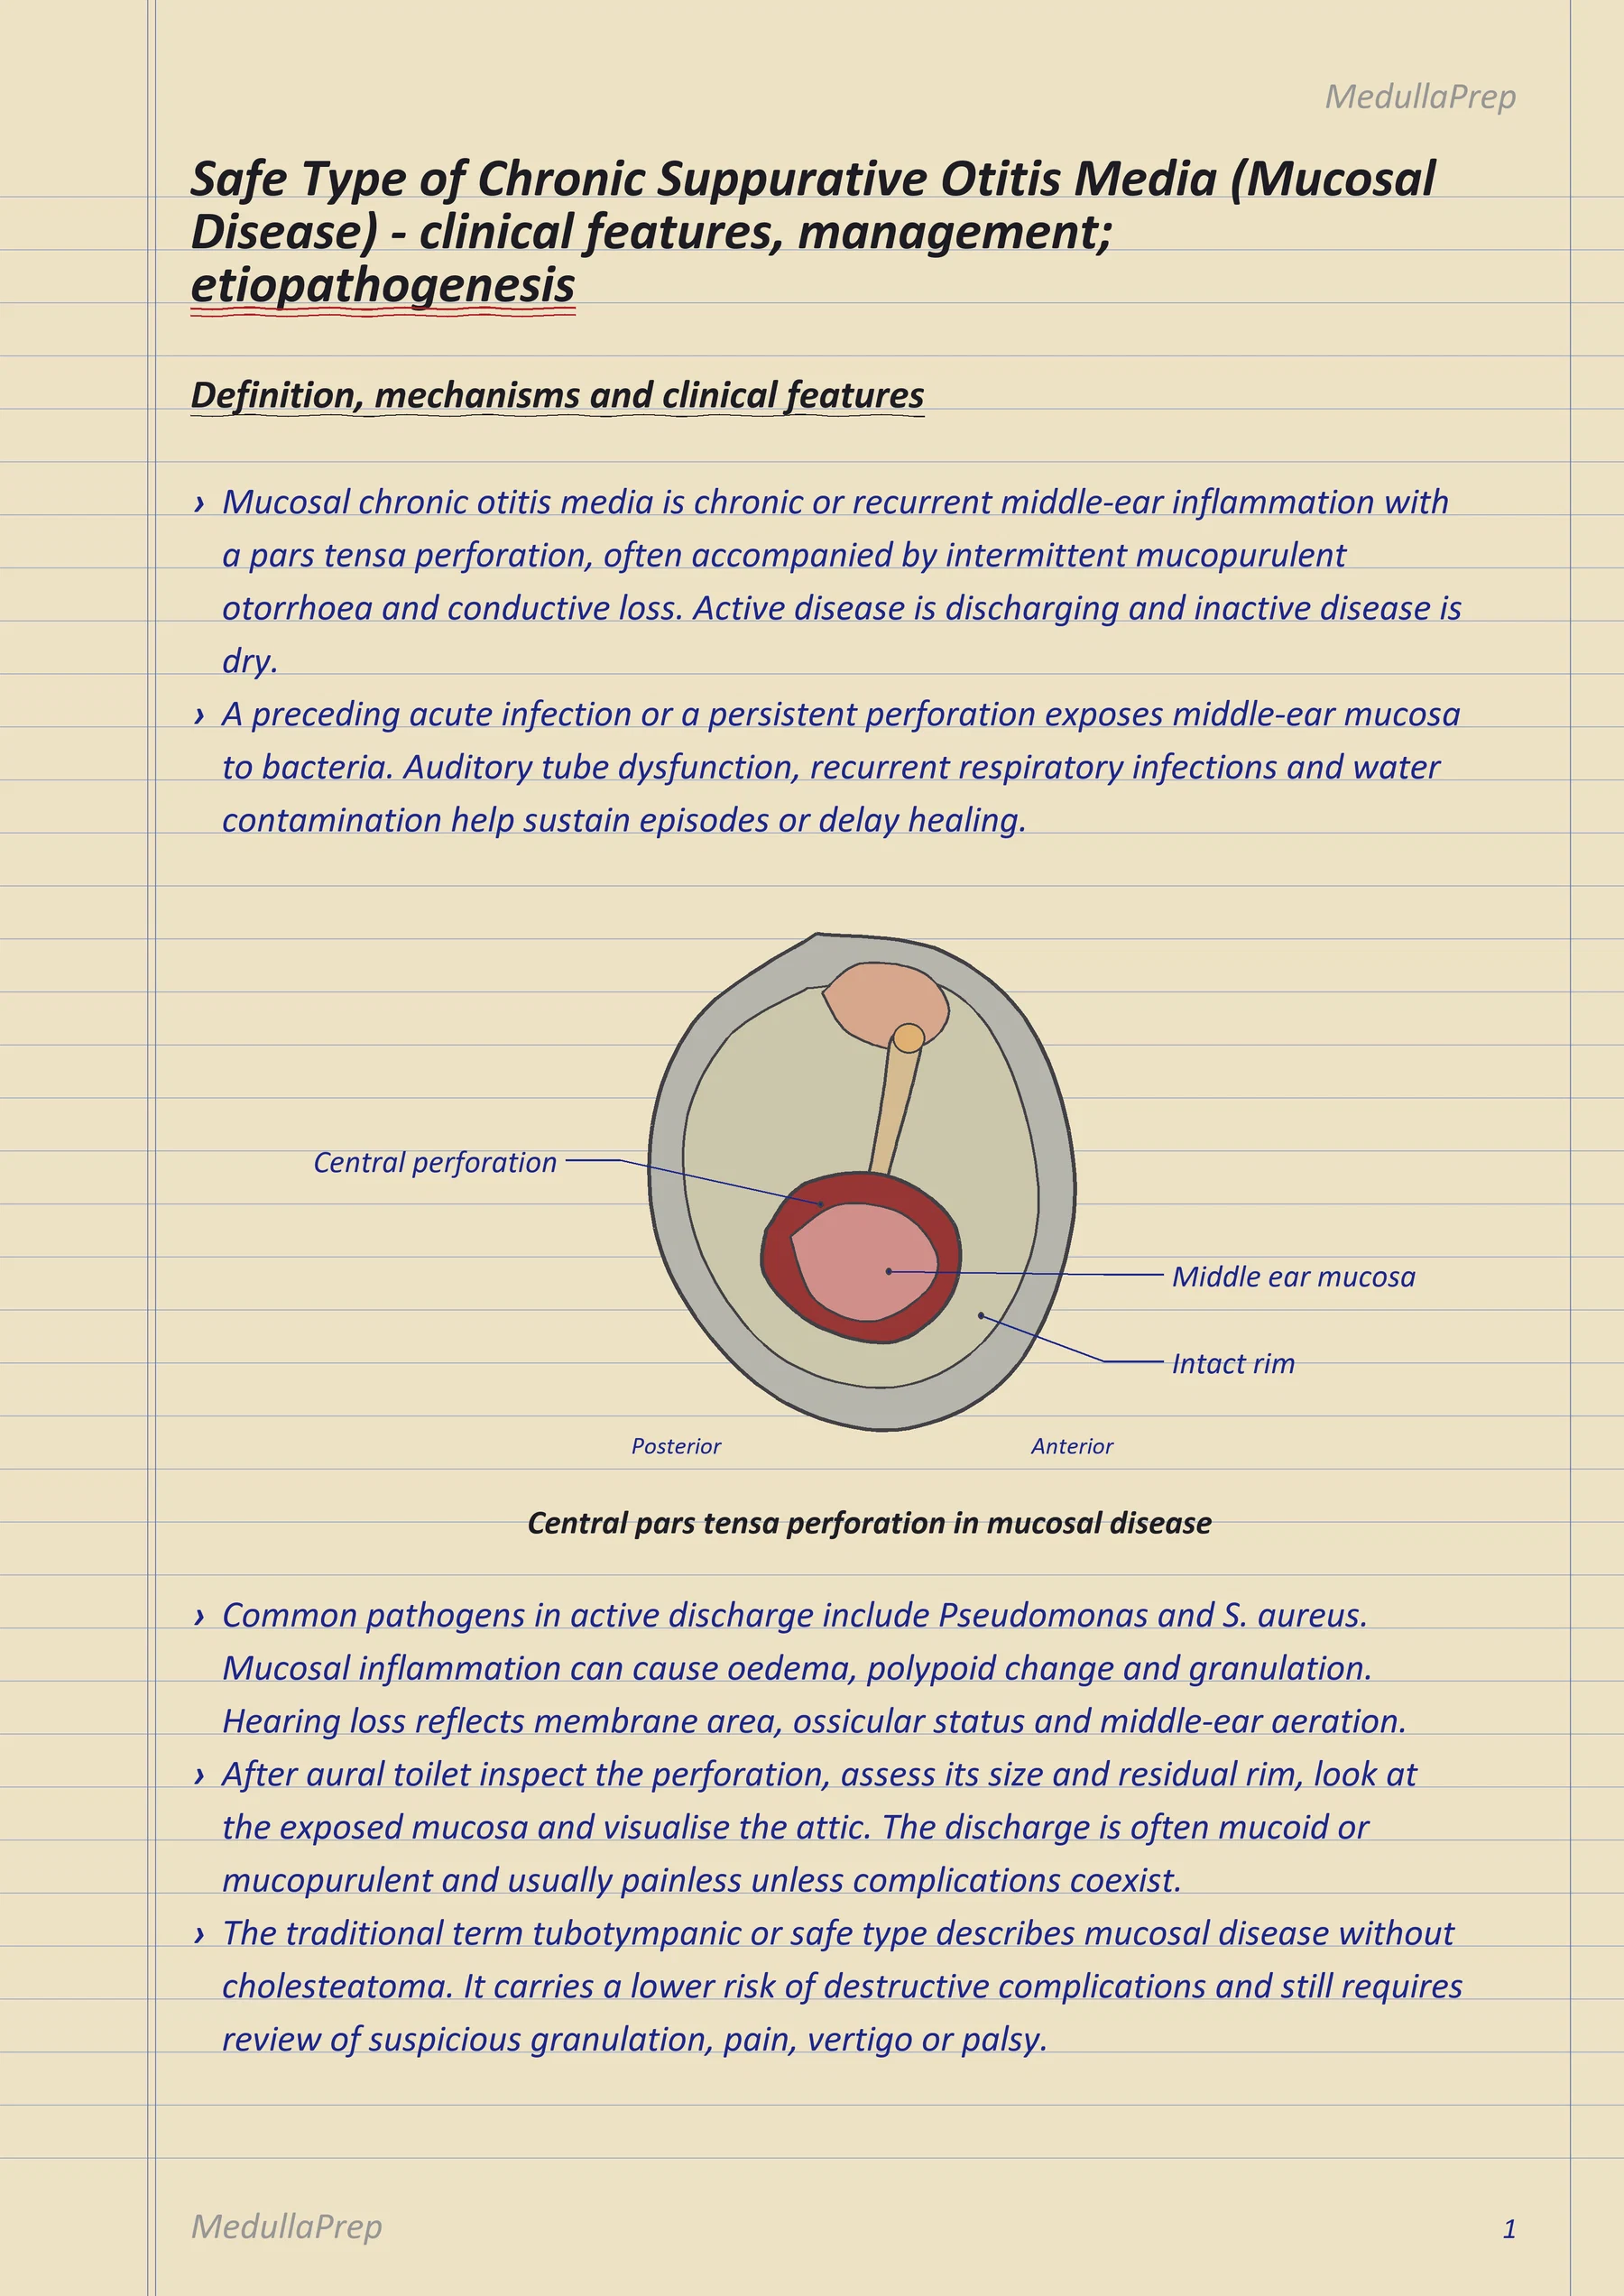 MedullaPrep
Safe Type of Chronic Suppurative Otitis Media (Mucosal
Disease) - clinical features, management;
etiopathogenesis
Definition, mechanisms and clinical features
› Mucosal chronic otitis media is chronic or recurrent middle-ear inflammation with
a pars tensa perforation, often accompanied by intermittent mucopurulent
otorrhoea and conductive loss. Active disease is discharging and inactive disease is
dry.
› A preceding acute infection or a persistent perforation exposes middle-ear mucosa
to bacteria. Auditory tube dysfunction, recurrent respiratory infections and water
contamination help sustain episodes or delay healing.
Central perforation
Middle ear mucosa
Intact rim
Posterior
Anterior
Central pars tensa perforation in mucosal disease
› Common pathogens in active discharge include Pseudomonas and S. aureus.
Mucosal inflammation can cause oedema, polypoid change and granulation.
Hearing loss reflects membrane area, ossicular status and middle-ear aeration.
› After aural toilet inspect the perforation, assess its size and residual rim, look at
the exposed mucosa and visualise the attic. The discharge is often mucoid or
mucopurulent and usually painless unless complications coexist.
› The traditional term tubotympanic or safe type describes mucosal disease without
cholesteatoma. It carries a lower risk of destructive complications and still requires
review of suspicious granulation, pain, vertigo or palsy.
MedullaPrep
1